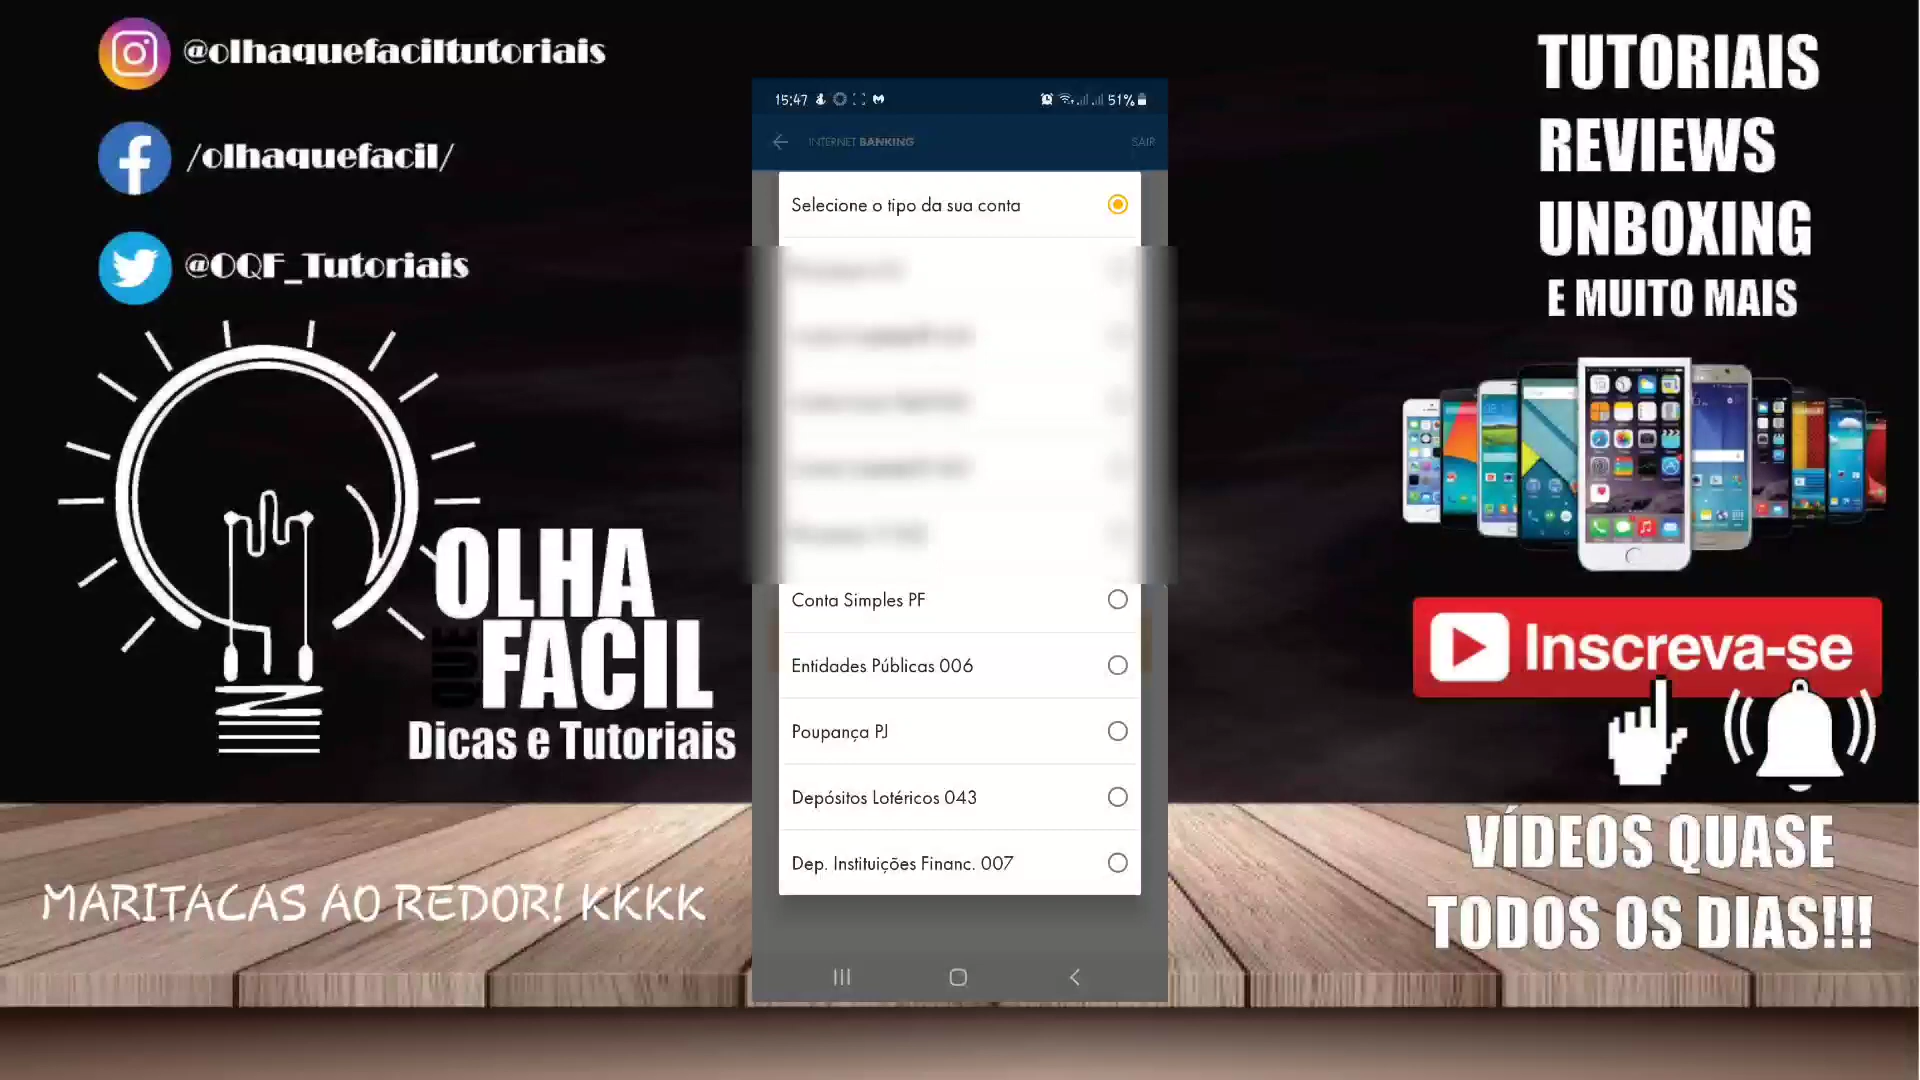 @olhaquefaciltutoriais
/olhaquefacil/
@OQF_Tutoriais
OLHA
QUE
FACIL
Dicas e Tutoriais
MARITACAS AO REDOR! KKKK
15:47
51%
INTERNET BANKING
SAIR
Selecione o tipo da sua conta
Conta Simples PF
Entidades Públicas 006
Poupança PJ
Depósitos Lotéricos 043
Dep. Instituições Financ. 007
TUTORIAIS
REVIEWS
UNBOXING
E MUITO MAIS
Inscreva-se
VÍDEOS QUASE
TODOS OS DIAS!!!